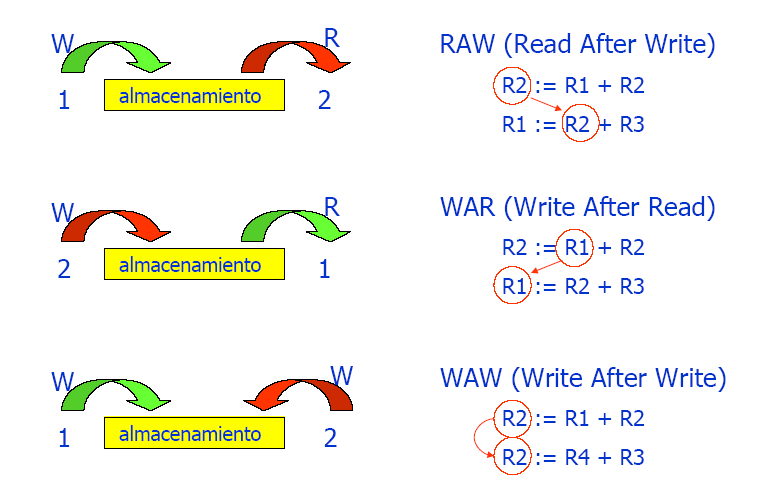 W
R
1
almacenamiento
2
RAW (Read After Write)
R2 := R1 + R2
R1 := R2 + R3
W
R
2
almacenamiento
1
WAR (Write After Read)
R2 := R1 + R2
R1 := R2 + R3
W
W
1
almacenamiento
2
WAW (Write After Write)
R2 := R1 + R2
R2 := R4 + R3